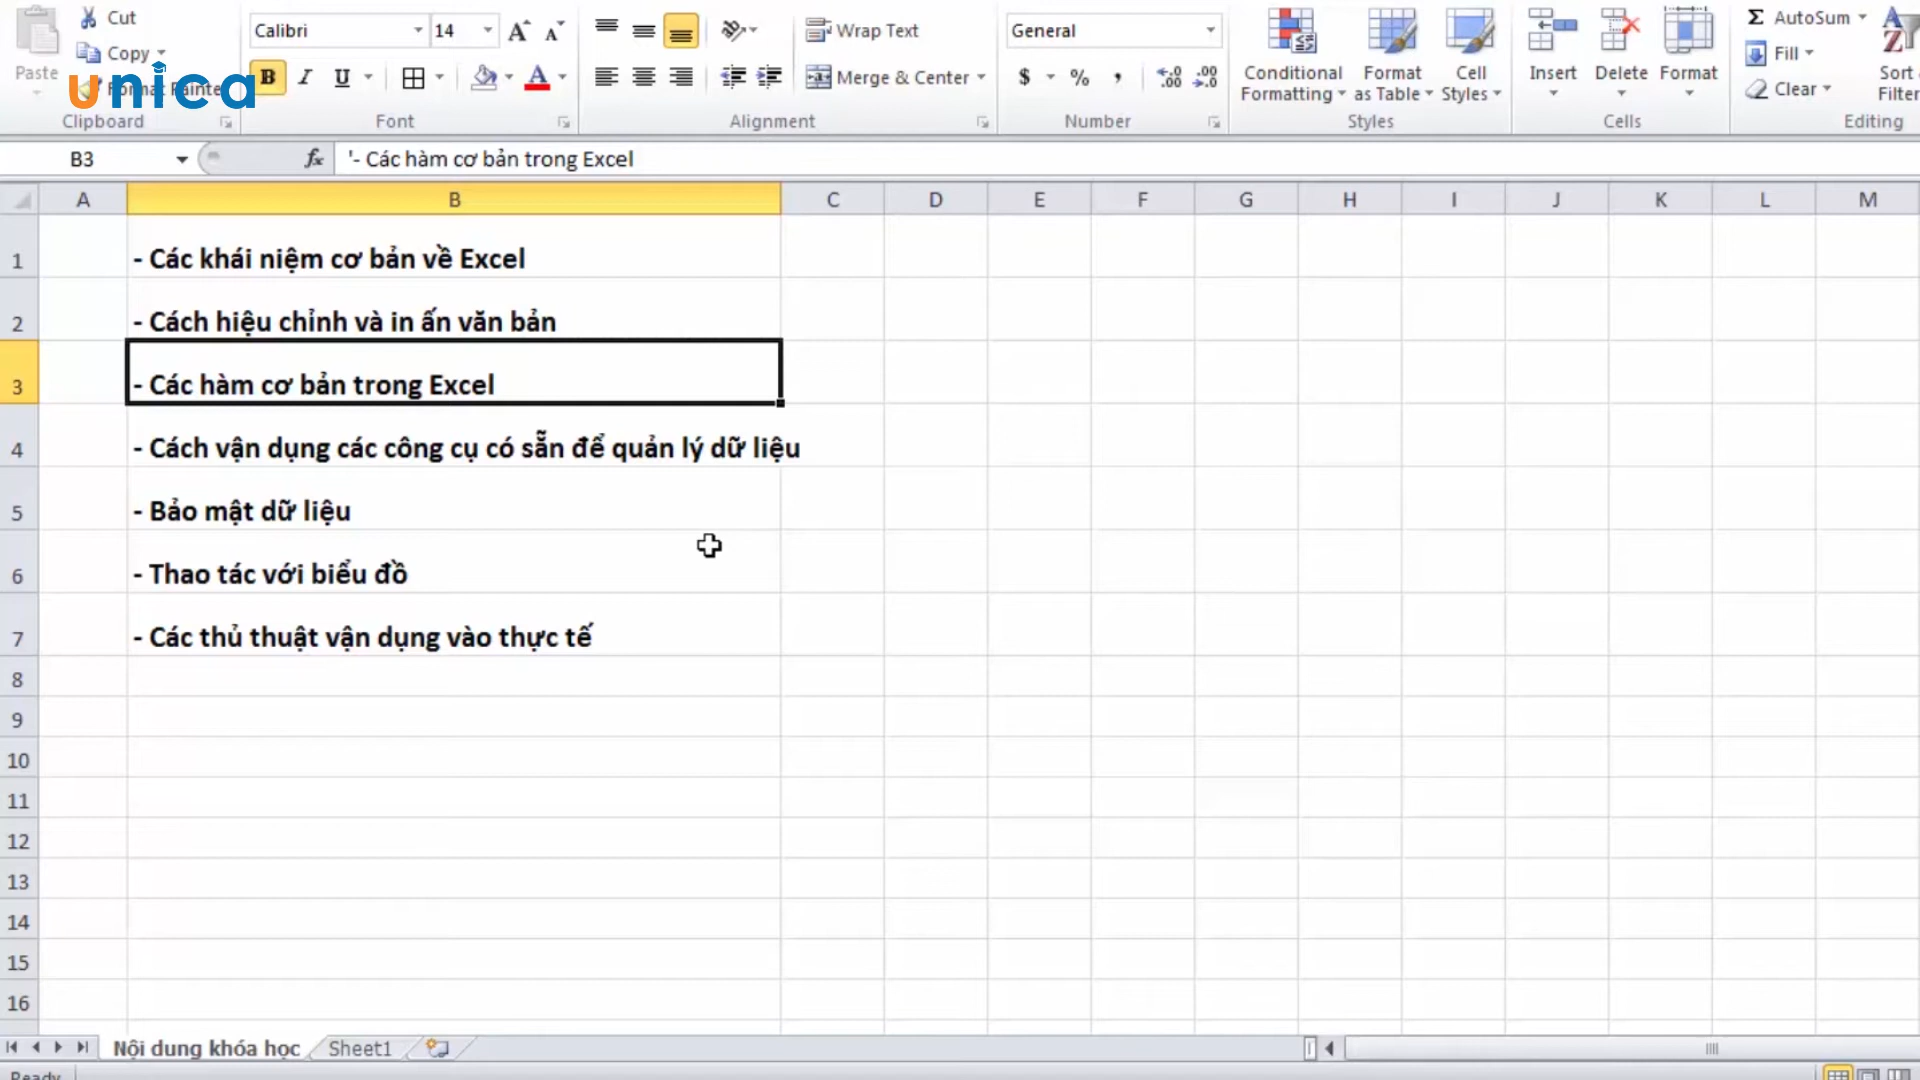 Cut
Calibri
14
Wrap Text
General
AutoSum
Copy
Fill
Paste
unica
B
I
U
A
Merge & Center
$
%
Conditional Formatting
Format as Table
Cell Styles
Insert
Delete
Format
Sort
Filter
Format Painte
Clear
Clipboard
Font
Alignment
Number
Styles
Cells
Editing
B3
fx
'- Các hàm cơ bản trong Excel
A B C D E F G H I J K L M
1 - Các khái niệm cơ bản về Excel
2 - Cách hiệu chỉnh và in ấn văn bản
3 - Các hàm cơ bản trong Excel
4 - Cách vận dụng các công cụ có sẵn để quản lý dữ liệu
5 - Bảo mật dữ liệu
6 - Thao tác với biểu đồ
7 - Các thủ thuật vận dụng vào thực tế
8
9
10
11
12
13
14
15
16
Nội dung khóa học
Sheet1
Ready